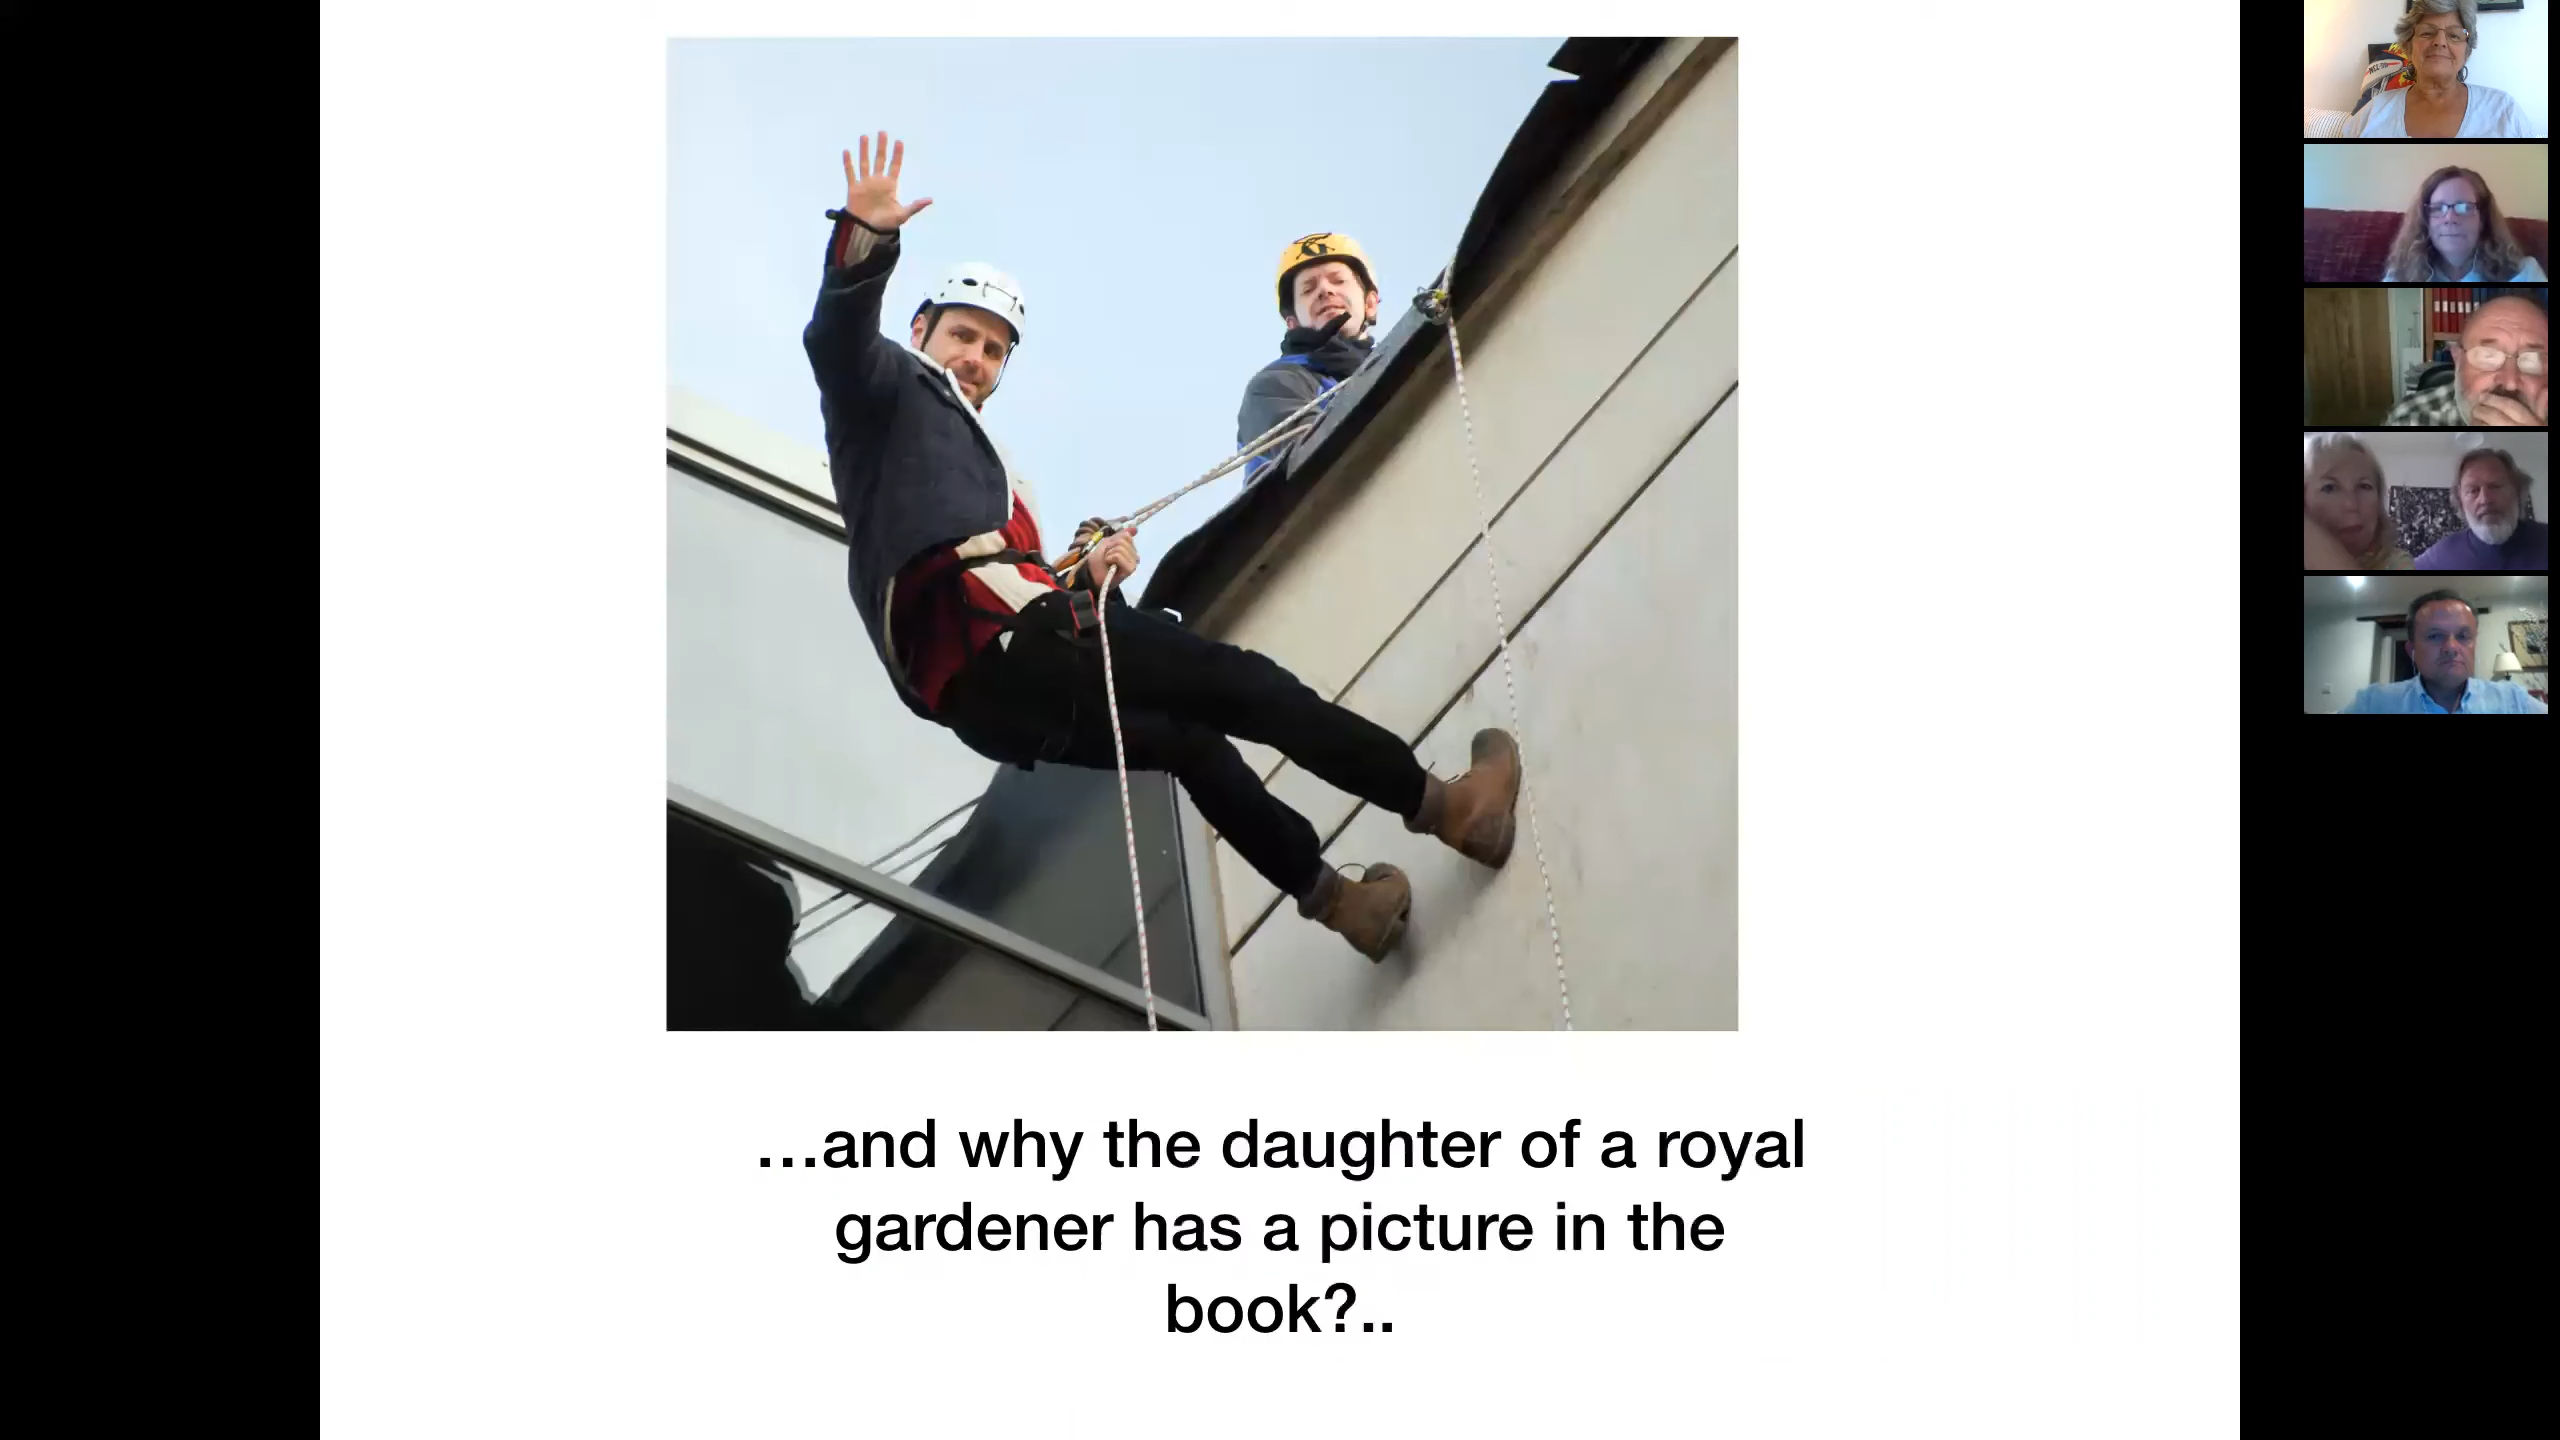 …and why the daughter of a royal
gardener has a picture in the
book?..